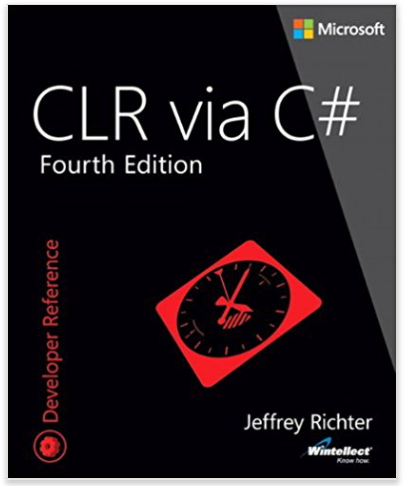 Microsoft
CLR via C#
Fourth Edition
Developer Reference
Jeffrey Richter
Wintellect
Know how.